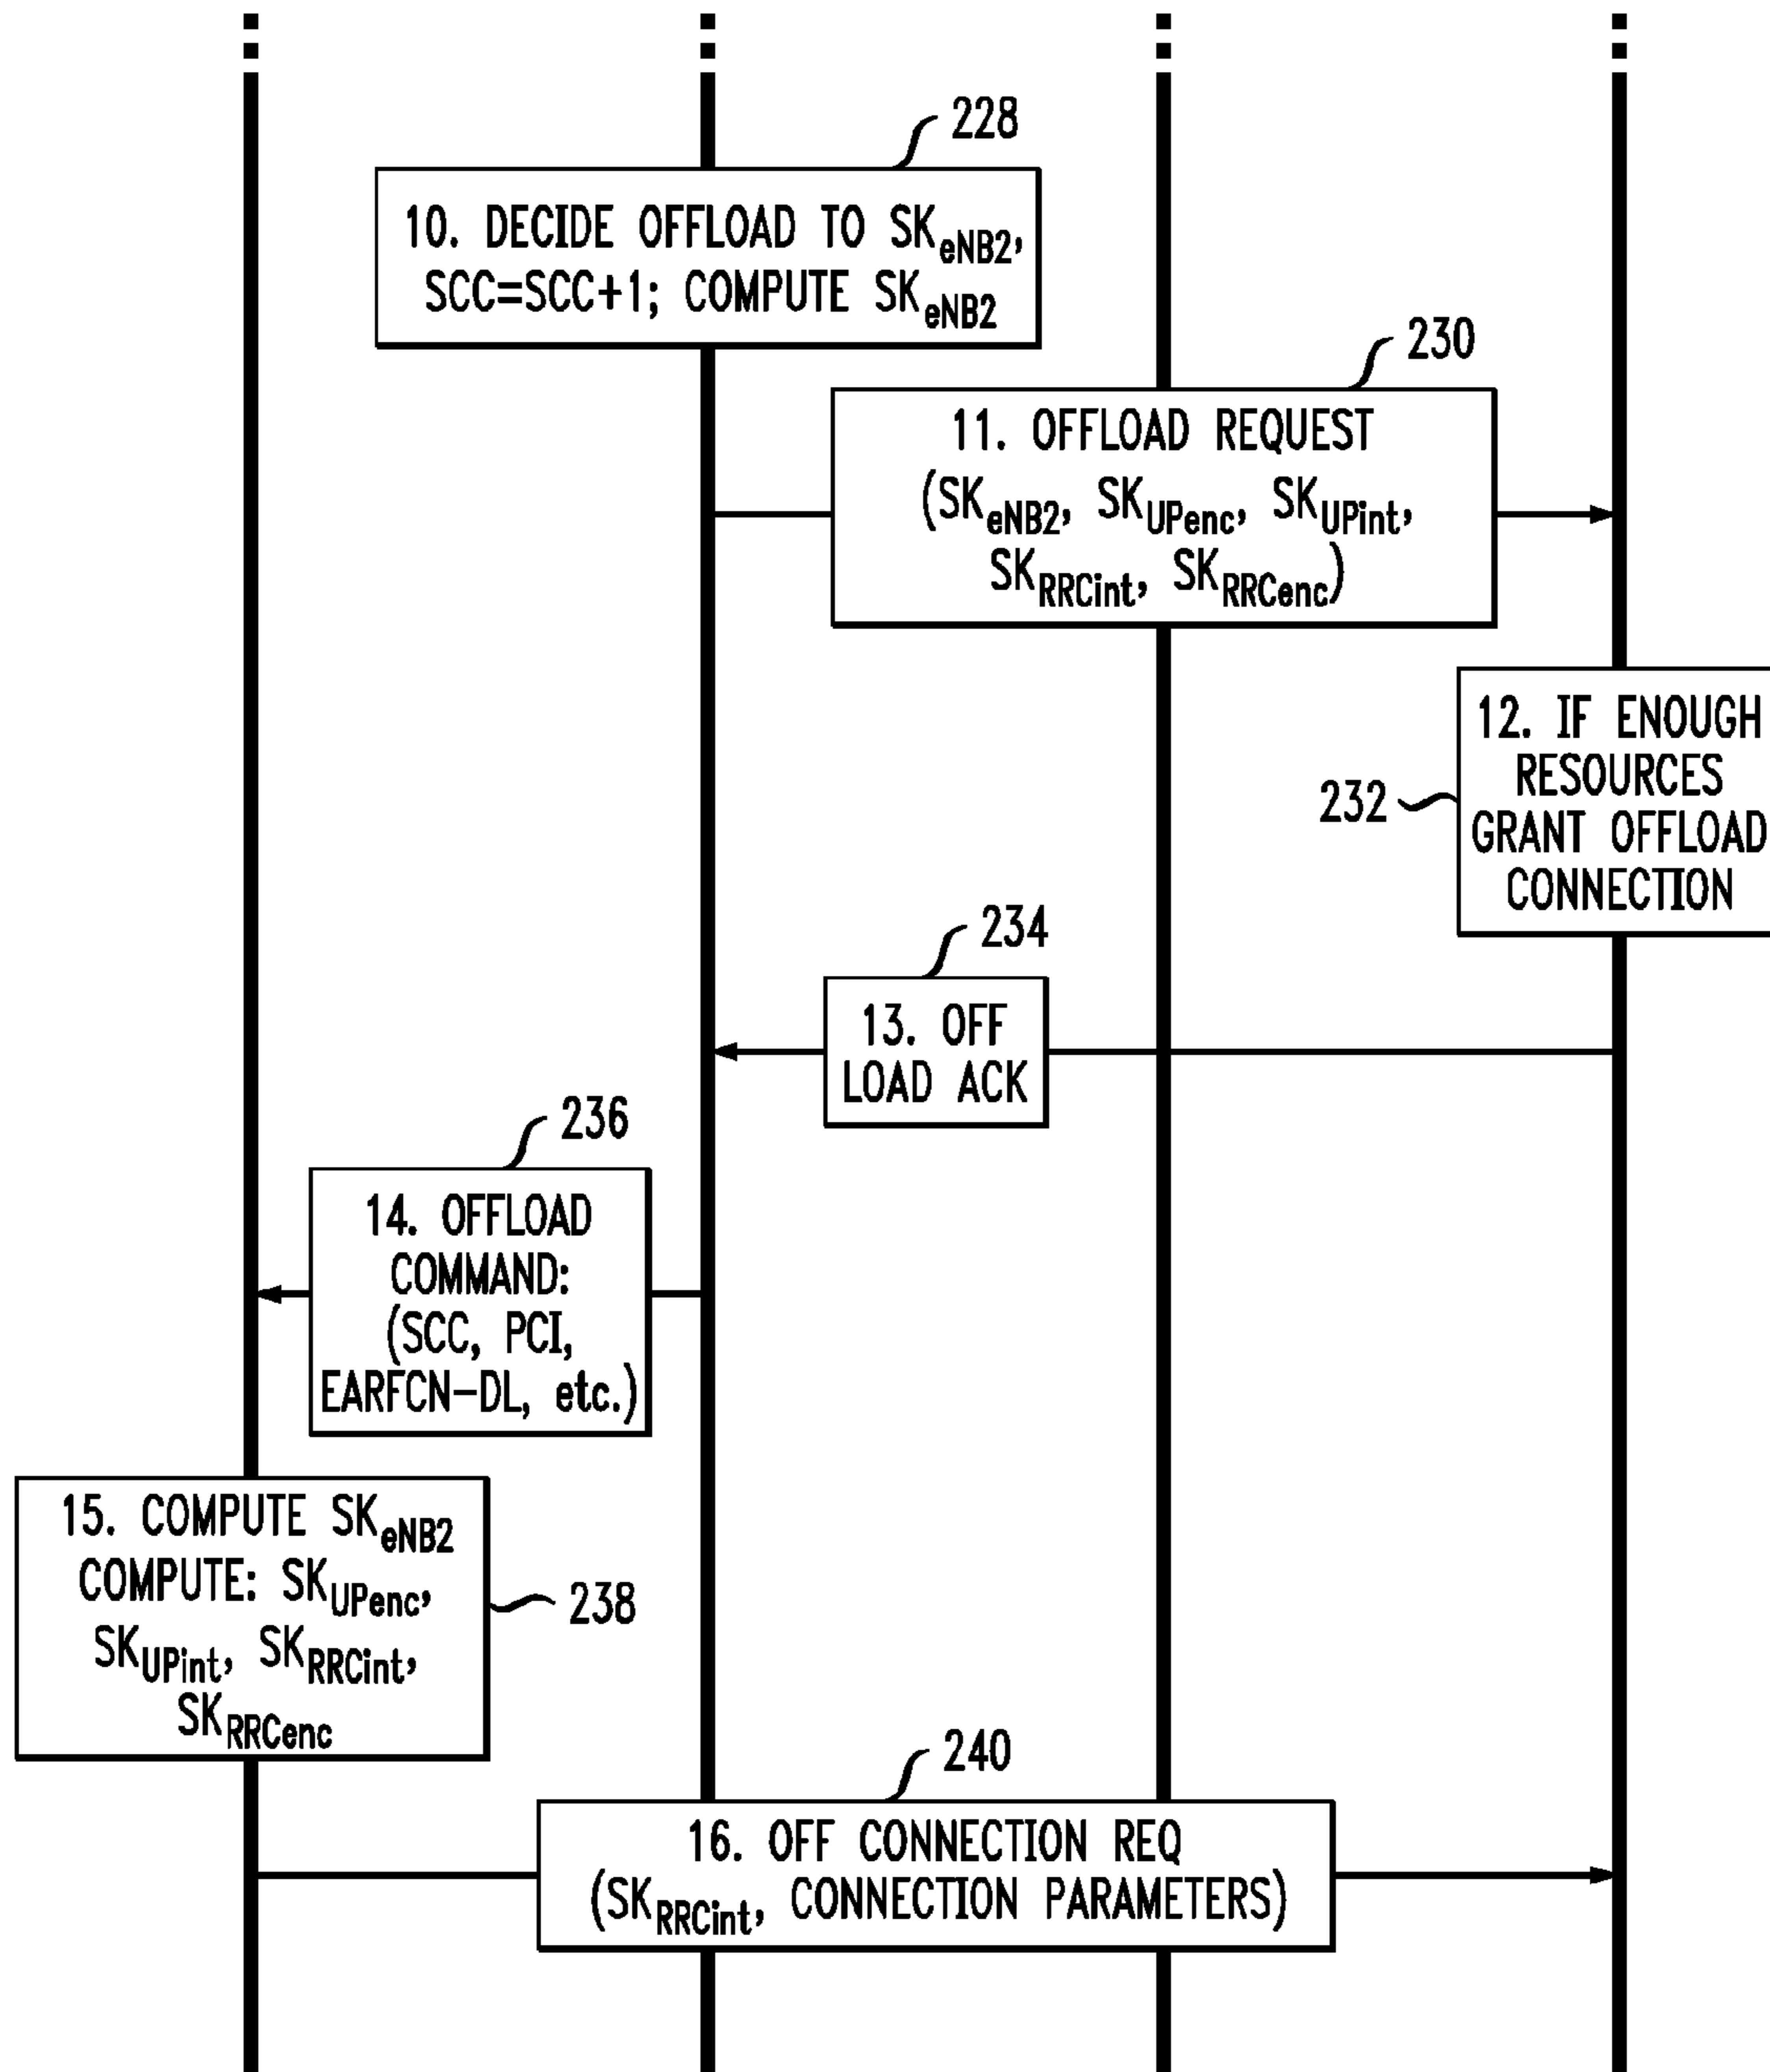 228
10. DECIDE OFFLOAD TO SKeNB2,
SCC=SCC+1; COMPUTE SKeNB2
230
11. OFFLOAD REQUEST
(SKeNB2, SKUPenc, SKUPint,
SKRRCint, SKRRCenc)
12. IF ENOUGH
RESOURCES
GRANT OFFLOAD
CONNECTION
232
234
13. OFF
LOAD ACK
236
14. OFFLOAD
COMMAND:
(SCC, PCI,
EARFCN-DL, etc.)
15. COMPUTE SKeNB2
COMPUTE: SKUPenc,
SKUPint, SKRRCint,
SKRRCenc
238
240
16. OFF CONNECTION REQ
(SKRRCint, CONNECTION PARAMETERS)